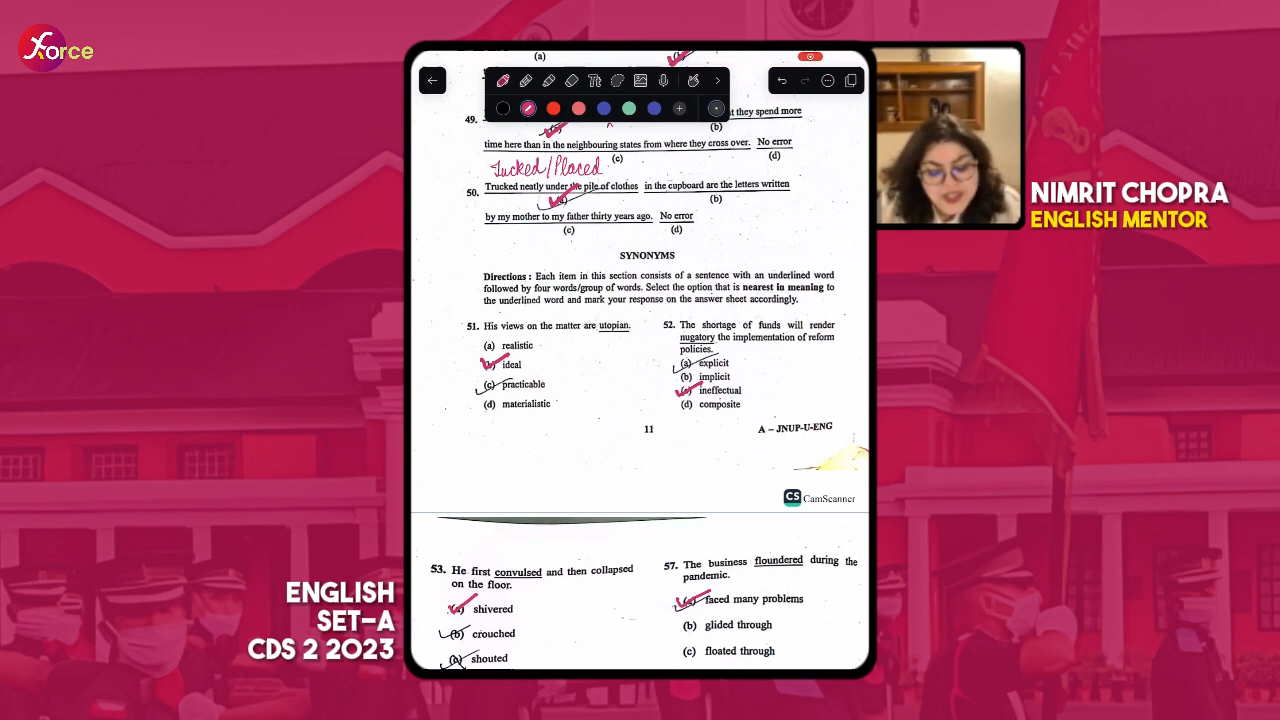 xforce
(a)
49.
t they spend more
(b)
time here than in the neighbouring states from where they cross over. No error
(c)
(d)
Tucked/Placed
50. Trucked neatly under the pile of clothes in the cupboard are the letters written
(b)
by my mother to my father thirty years ago. No error
(c)
(d)
SYNONYMS
Directions : Each item in this section consists of a sentence with an underlined word
followed by four words/group of words. Select the option that is nearest in meaning to
the underlined word and mark your response on the answer sheet accordingly.
51. His views on the matter are utopian.
(a) realistic
ideal
(c) practicable
(d) materialistic
52. The shortage of funds will render
nugatory the implementation of reform
policies.
(a) explicit
(b) implicit
(c) ineffectual
(d) composite
11
A – JNUP-U-ENG
CS CamScanner
53. He first convulsed and then collapsed
on the floor.
(a) shivered
(b) crouched
shouted
57. The business floundered during the
pandemic.
(a) faced many problems
(b) glided through
(c) floated through
NIMRIT CHOPRA
ENGLISH MENTOR
ENGLISH
SET-A
CDS 2 2023